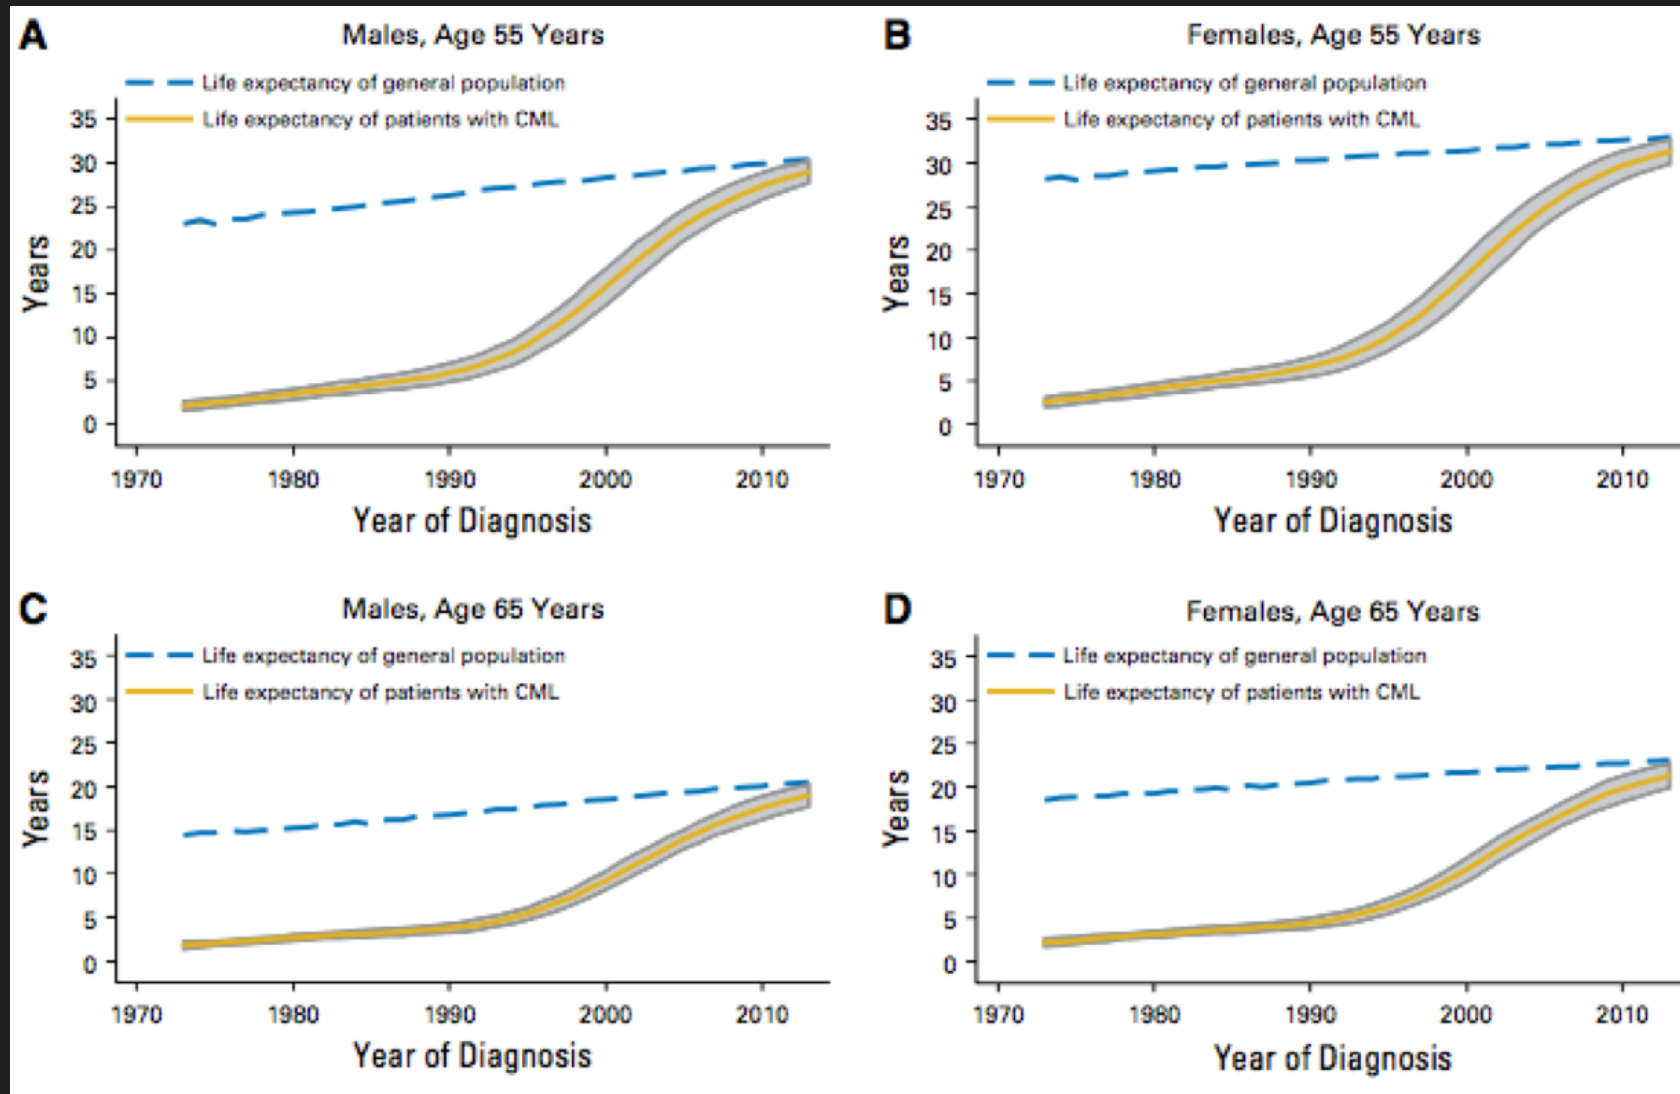 A
Males, Age 55 Years
Life expectancy of general population
Life expectancy of patients with CML
35
30
25
20
15
10
5
0
Years
1970 1980 1990 2000 2010
Year of Diagnosis
B
Females, Age 55 Years
Life expectancy of general population
Life expectancy of patients with CML
35
30
25
20
15
10
5
0
Years
1970 1980 1990 2000 2010
Year of Diagnosis
C
Males, Age 65 Years
Life expectancy of general population
Life expectancy of patients with CML
35
30
25
20
15
10
5
0
Years
1970 1980 1990 2000 2010
Year of Diagnosis
D
Females, Age 65 Years
Life expectancy of general population
Life expectancy of patients with CML
35
30
25
20
15
10
5
0
Years
1970 1980 1990 2000 2010
Year of Diagnosis